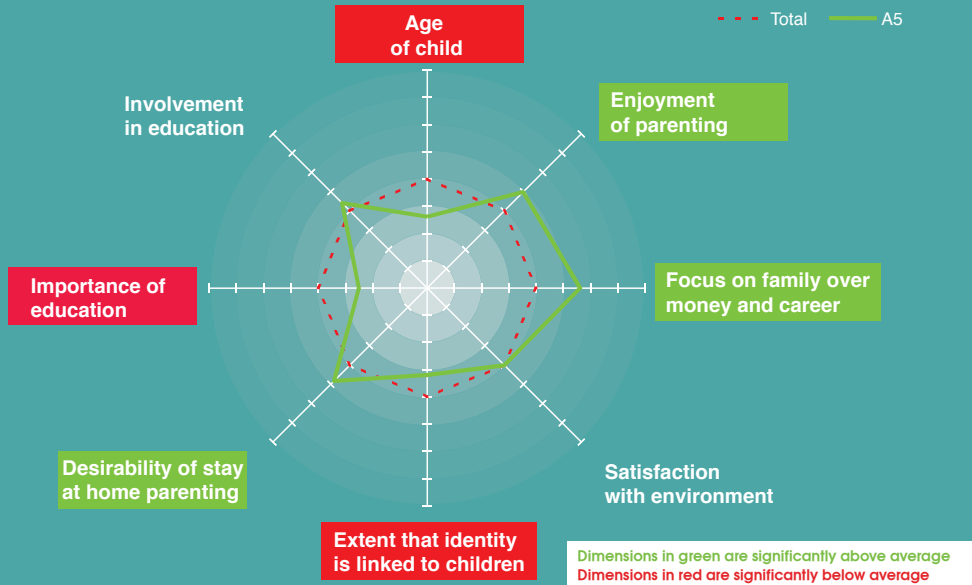 Age
of child
Total
A5
Involvement
in education
Enjoyment
of parenting
Importance of
education
Focus on family over
money and career
Desirability of stay
at home parenting
Satisfaction
with environment
Extent that identity
is linked to children
Dimensions in green are significantly above average
Dimensions in red are significantly below average